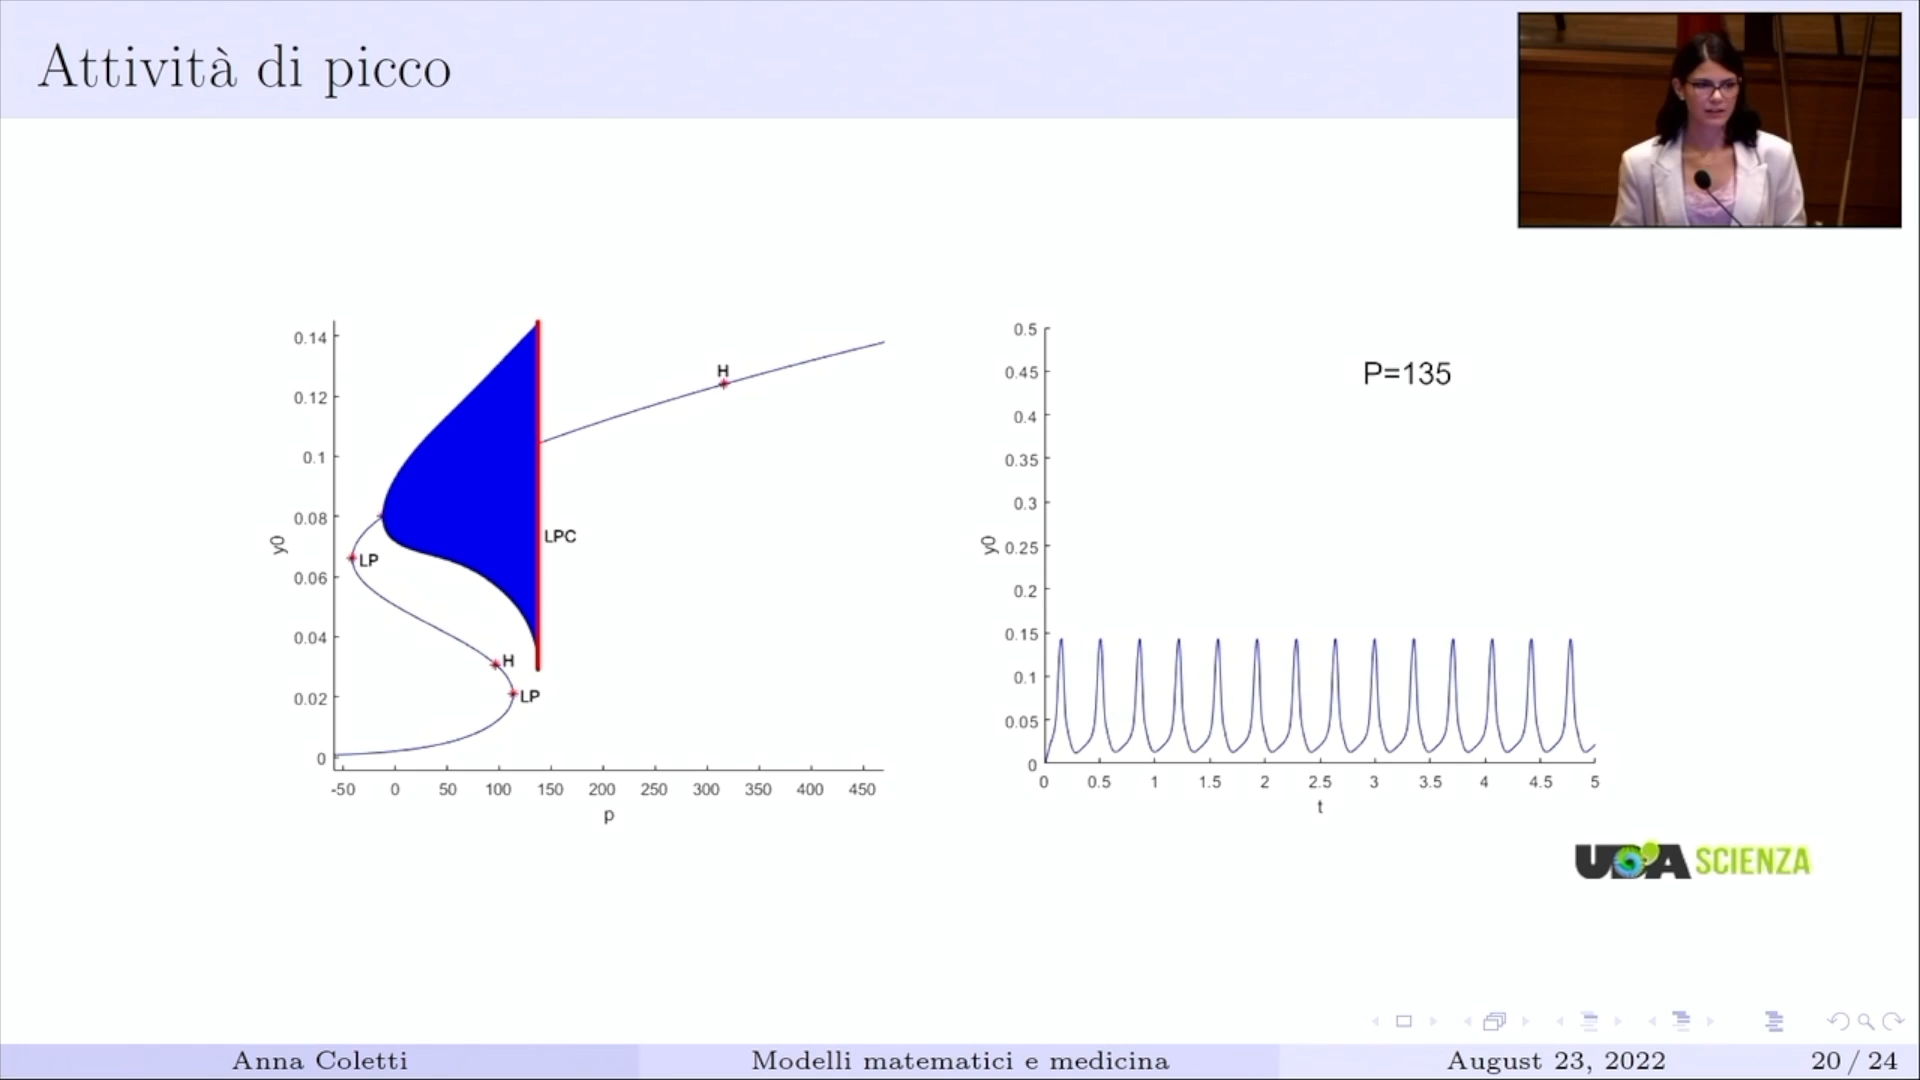 Attività di picco
0.14
0.12
0.1
0.08
0.06
0.04
0.02
0
y0
-50 0 50 100 150 200 250 300 350 400 450
p
H
LPC
LP
H
LP
0.5
0.45
0.4
0.35
0.3
0.25
0.2
0.15
0.1
0.05
0
y0
0 0.5 1 1.5 2 2.5 3 3.5 4 4.5 5
t
P=135
UDA SCIENZA
Anna Coletti
Modelli matematici e medicina
August 23, 2022
20 / 24